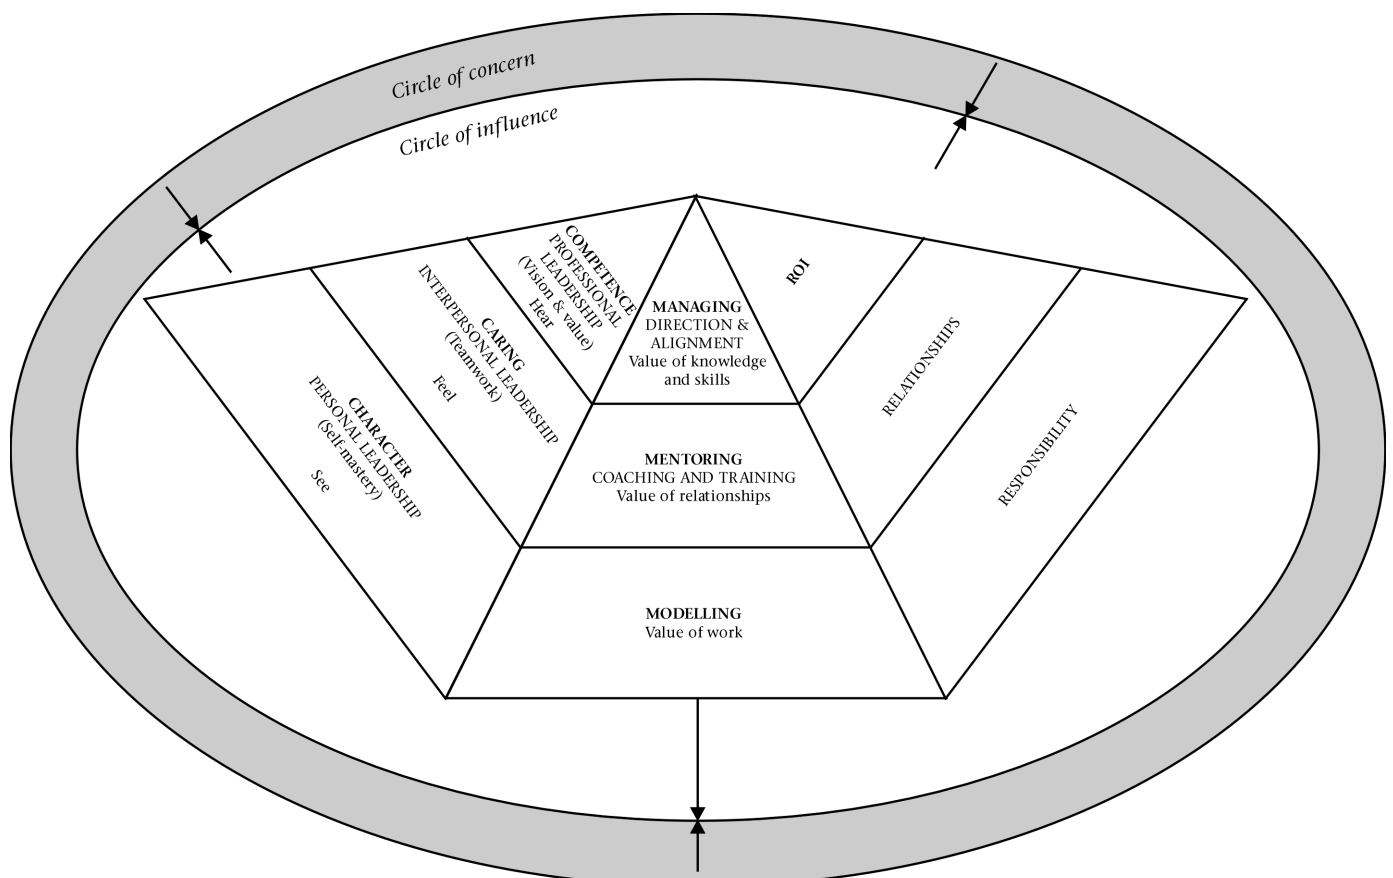 Circle of concern
Circle of influence
COMPETENCE
PROFESSIONAL
LEADERSHIP
(Vision & value)
Hear
CARING
INTERPERSONAL LEADERSHIP
(Teamwork)
Feel
CHARACTER
PERSONAL LEADERSHIP
(Self-mastery)
See
MANAGING
DIRECTION &
ALIGNMENT
Value of knowledge
and skills
MENTORING
COACHING AND TRAINING
Value of relationships
MODELLING
Value of work
ROI
RELATIONSHIPS
RESPONSIBILITY